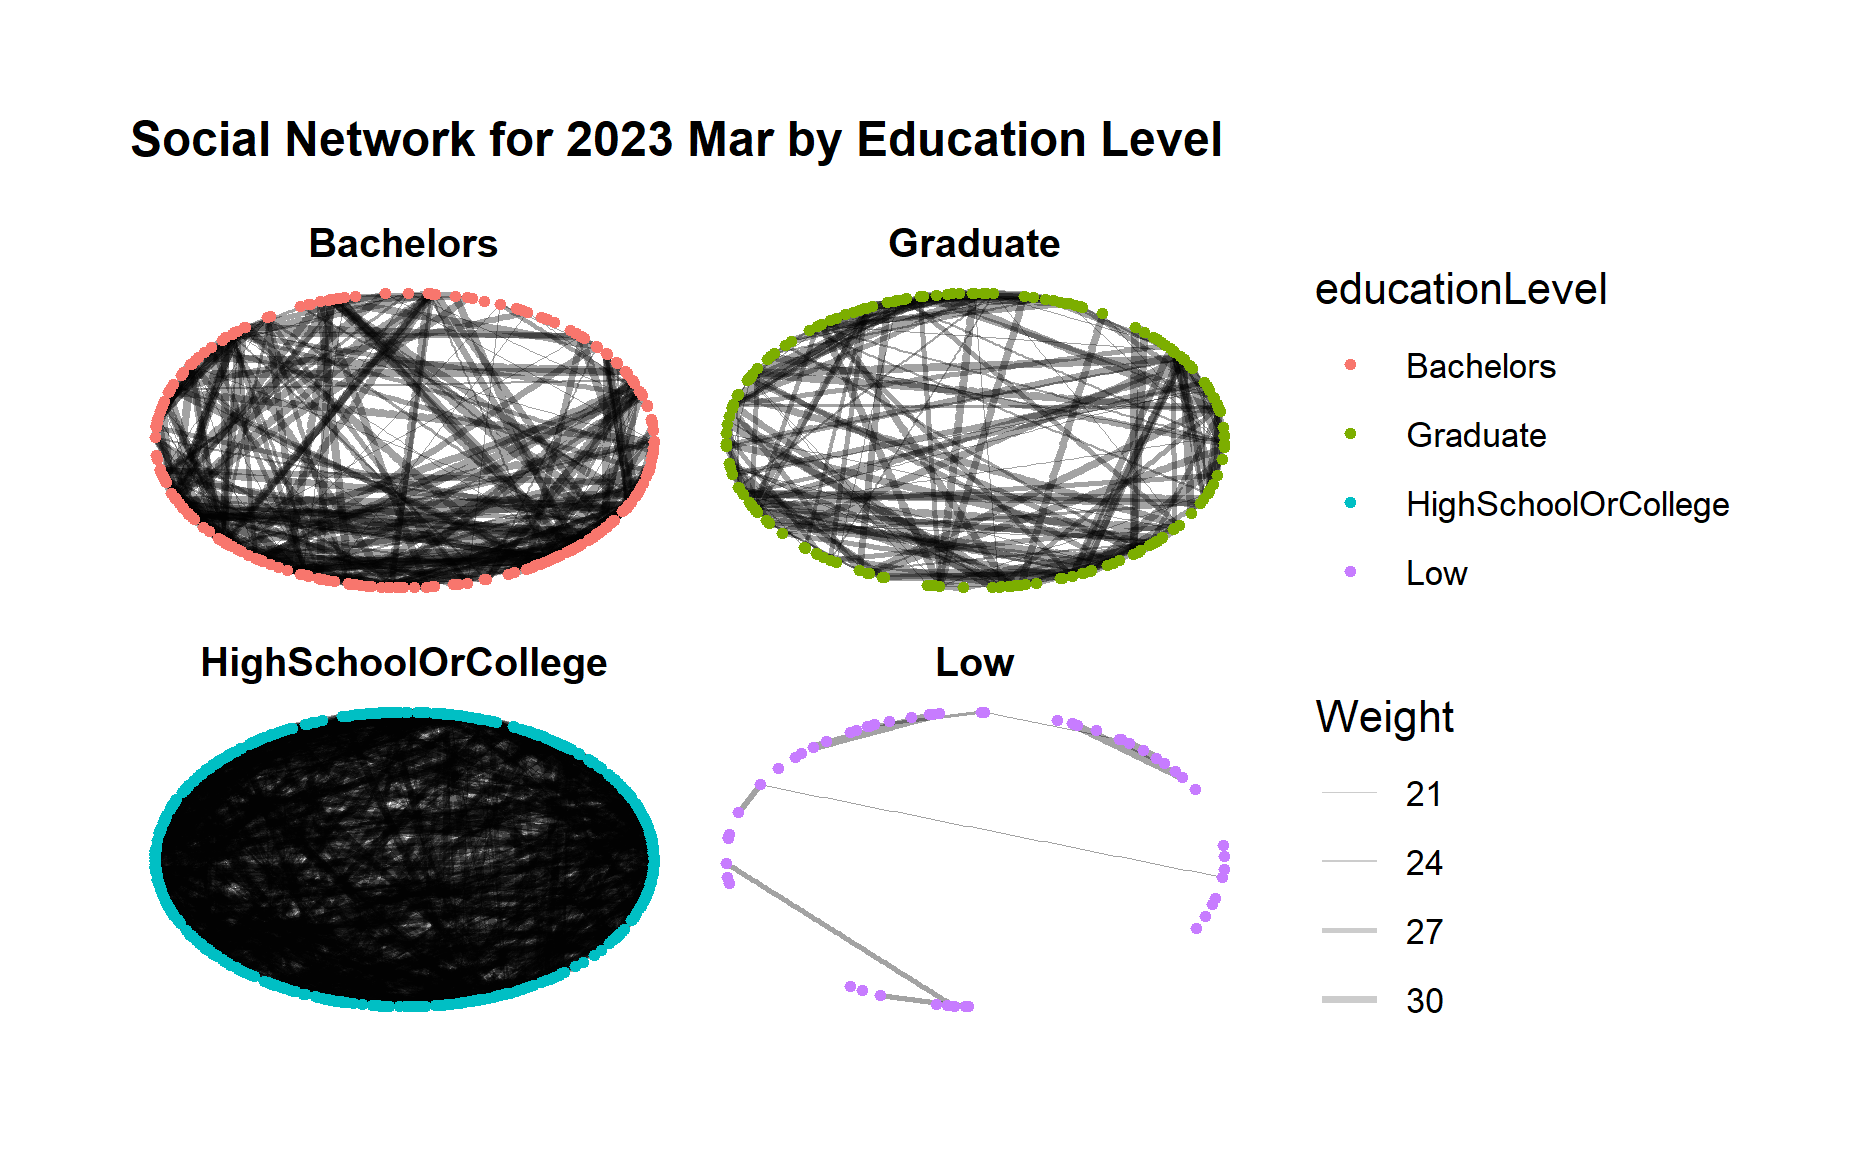 Social Network for 2023 Mar by Education Level
Bachelors
Graduate
HighSchoolOrCollege
Low
educationLevel
Bachelors
Graduate
HighSchoolOrCollege
Low
Weight
21
24
27
30